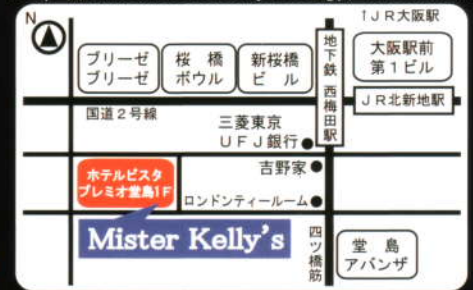 N
↑JR大阪駅
ブリーゼ
ブリーゼ
桜橋
ボウル
新桜橋
ビル
地下鉄 西梅田駅
大阪駅前
第1ビル
JR北新地駅
国道2号線
三菱東京
UFJ銀行
吉野家
ホテルビスタ
プレミオ堂島1F
ロンドンティールーム
Mister Kelly's
四ツ橋筋
堂島
アバンザ